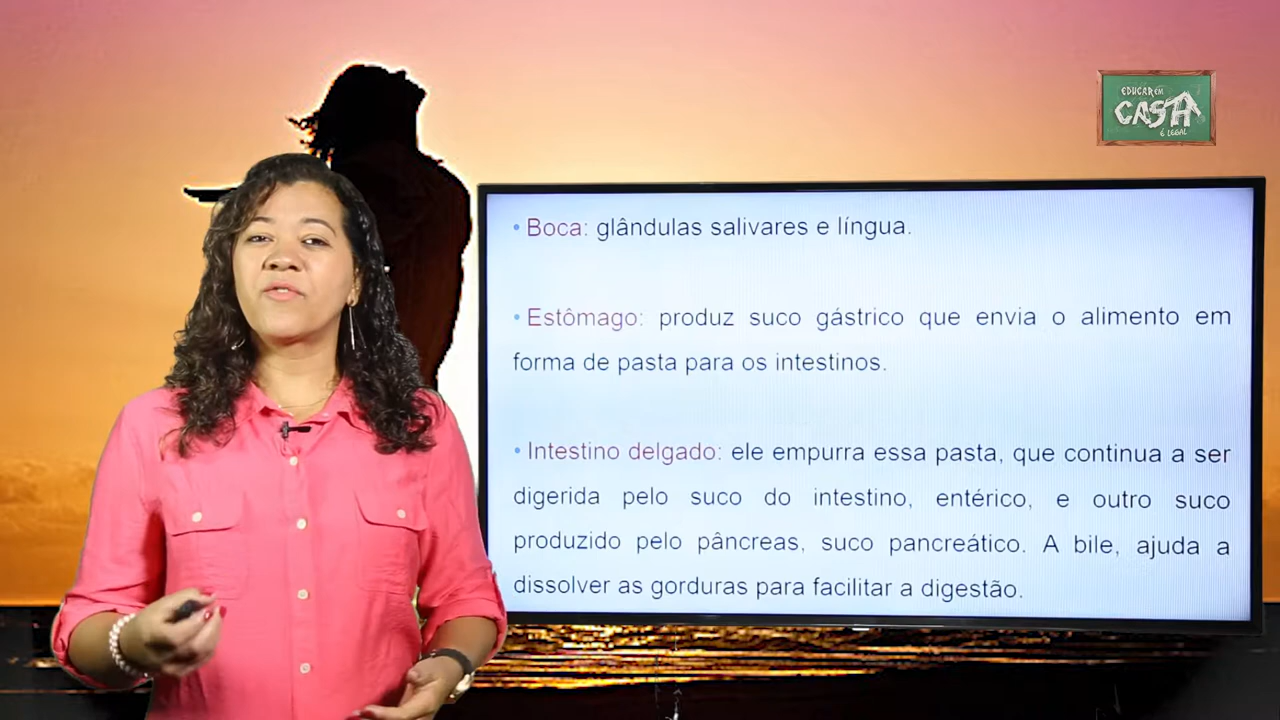 EDUCAR EM
CASA
É LEGAL
• Boca: glândulas salivares e língua.
• Estômago: produz suco gástrico que envia o alimento em
forma de pasta para os intestinos.
• Intestino delgado: ele empurra essa pasta, que continua a ser
digerida pelo suco do intestino, entérico, e outro suco
produzido pelo pâncreas, suco pancreático. A bile, ajuda a
dissolver as gorduras para facilitar a digestão.